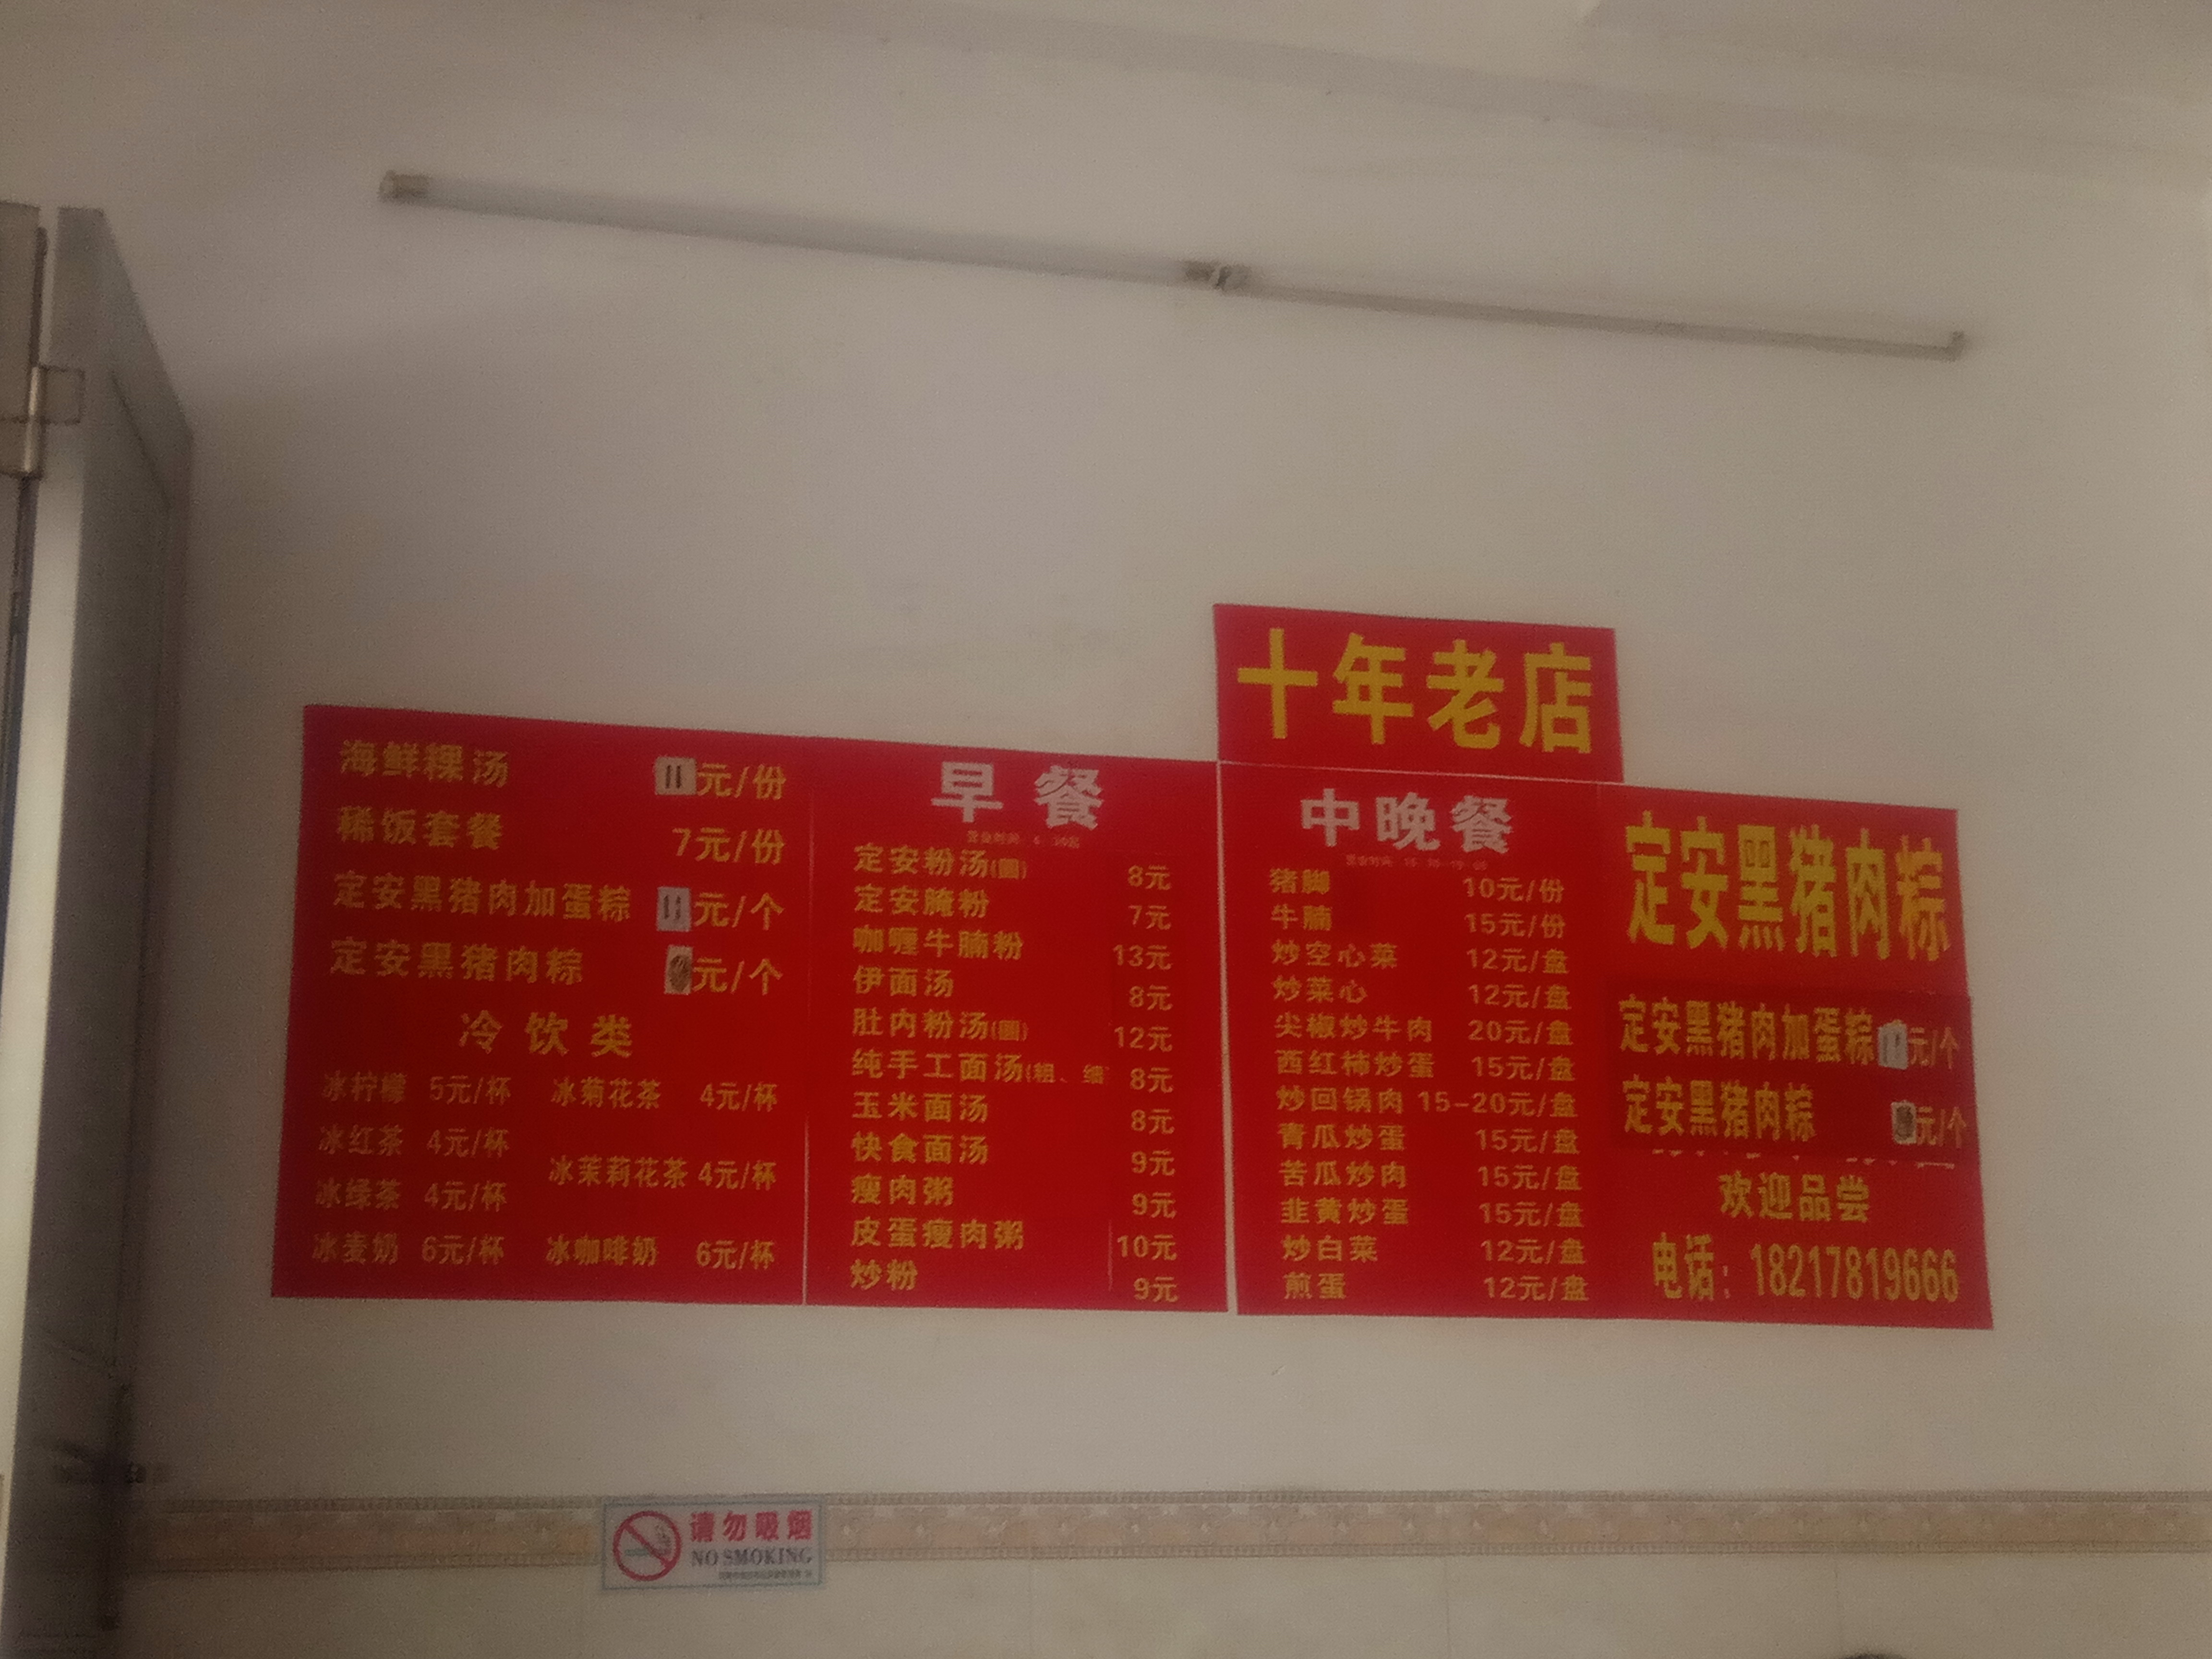 十年老店
海鲜粿汤 11元/份
稀饭套餐 7元/份
定安黑猪肉加蛋粽 11元/个
定安黑猪肉粽 元/个
冷饮类
冰柠檬 5元/杯 冰菊花茶 4元/杯
冰红茶 4元/杯
冰茉莉花茶 4元/杯
冰绿茶 4元/杯
冰麦奶 6元/杯 冰咖啡奶 6元/杯
早餐
定安粉汤 8元
定安腌粉 7元
咖喱牛腩粉 13元
伊面汤 8元
肚内粉汤 12元
纯手工面汤(粗、细) 8元
玉米面汤 8元
快食面汤 9元
瘦肉粥 9元
皮蛋瘦肉粥 10元
炒粉 9元
中晚餐
猪脚 10元/份
牛腩 15元/份
炒空心菜 12元/盘
炒菜心 12元/盘
尖椒炒牛肉 20元/盘
西红柿炒蛋 15元/盘
炒回锅肉 15-20元/盘
青瓜炒蛋 15元/盘
苦瓜炒肉 15元/盘
韭黄炒蛋 15元/盘
炒白菜 12元/盘
煎蛋 12元/盘
定安黑猪肉粽
定安黑猪肉加蛋粽 11元/个
定安黑猪肉粽 元/个
欢迎品尝
电话: 18217819666
请勿吸烟
NO SMOKING